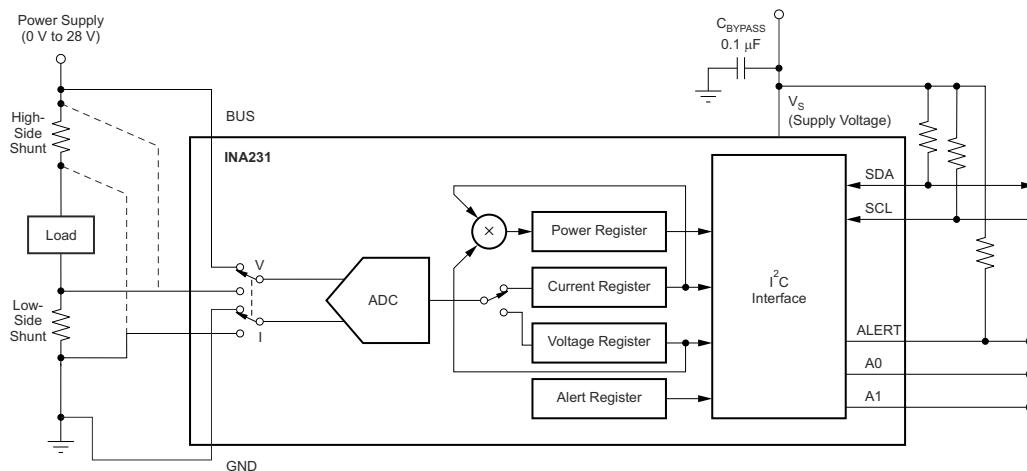 Power Supply
(0 V to 28 V)
C_BYPASS
0.1 μF
High-
Side
Shunt
BUS
V_S
(Supply Voltage)
INA231
SDA
SCL
Load
×
Power Register
V
ADC
Current Register
I²C
Interface
Low-
Side
Shunt
I
Voltage Register
ALERT
A0
Alert Register
A1
GND